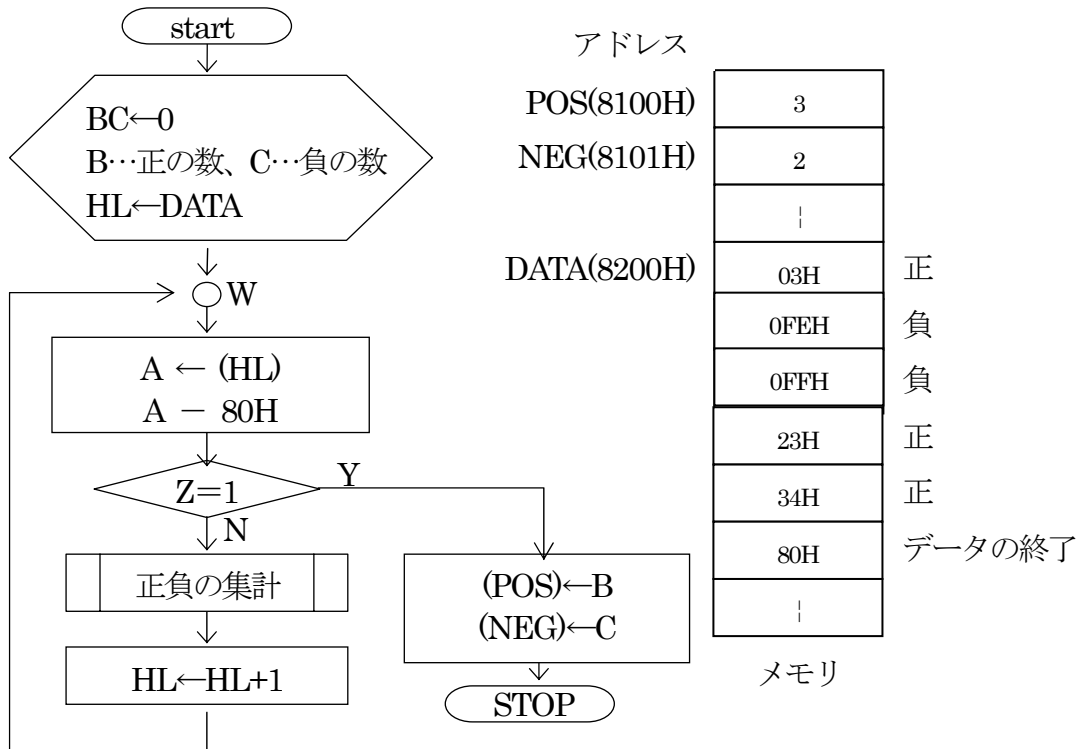 start
BC←0
B…正の数、C…負の数
HL←DATA
W
A ← (HL)
A − 80H
Z=1
Y
N
正負の集計
HL←HL+1
(POS)←B
(NEG)←C
STOP
アドレス
POS(8100H) 3
NEG(8101H) 2
DATA(8200H) 03H 正
0FEH 負
0FFH 負
23H 正
34H 正
80H データの終了
メモリ